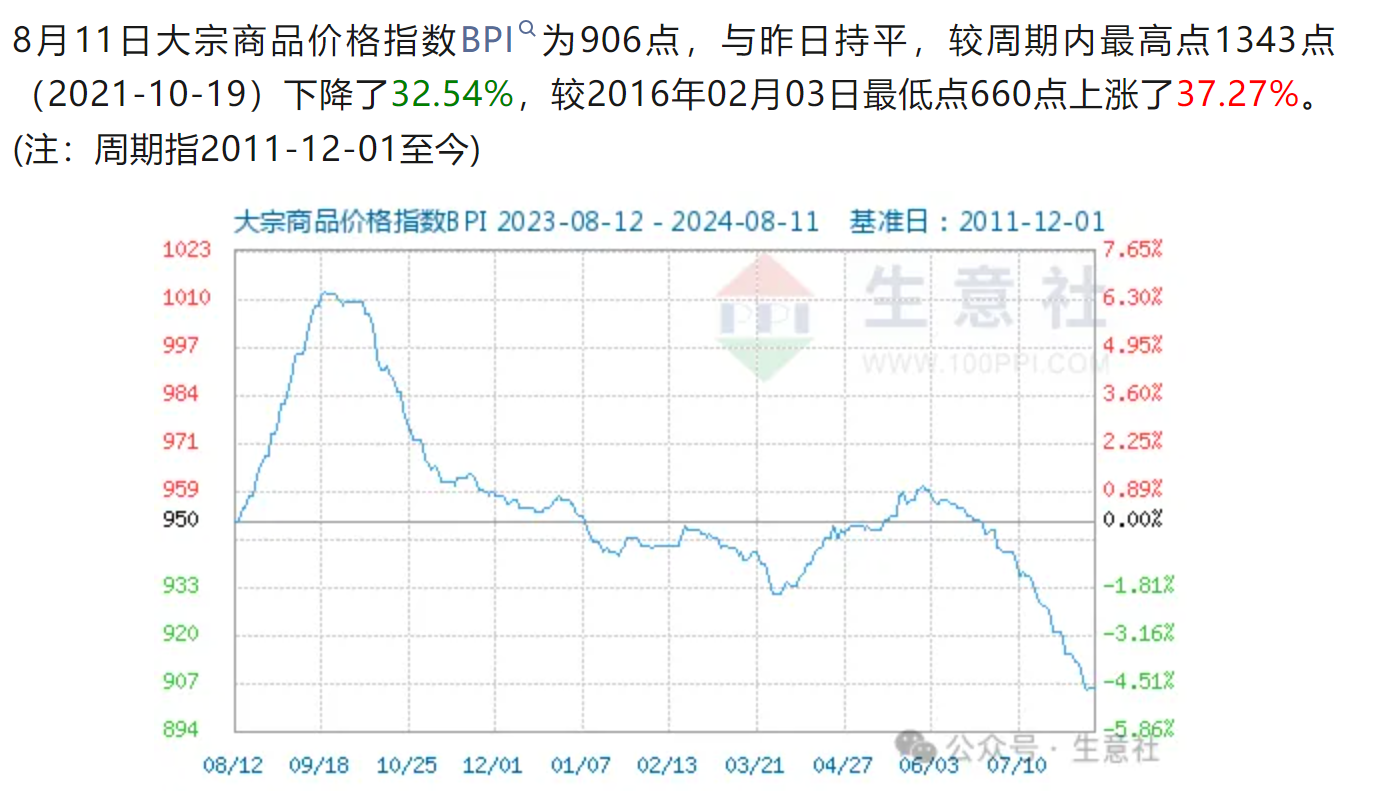 8月11日大宗商品价格指数BPI为906点，与昨日持平，较周期内最高点1343点
（2021-10-19）下降了32.54%，较2016年02月03日最低点660点上涨了37.27%。
(注：周期指2011-12-01至今)
大宗商品价格指数BPI 2023-08-12 - 2024-08-11 基准日：2011-12-01
1023 7.65%
1010 6.30%
997 4.95%
984 3.60%
971 2.25%
959 0.89%
950 0.00%
933 -1.81%
920 -3.16%
907 -4.51%
894 -5.86%
PPI 生意社
WWW.100PPI.COM
公众号·生意社
08/12 09/18 10/25 12/01 01/07 02/13 03/21 04/27 06/03 07/10